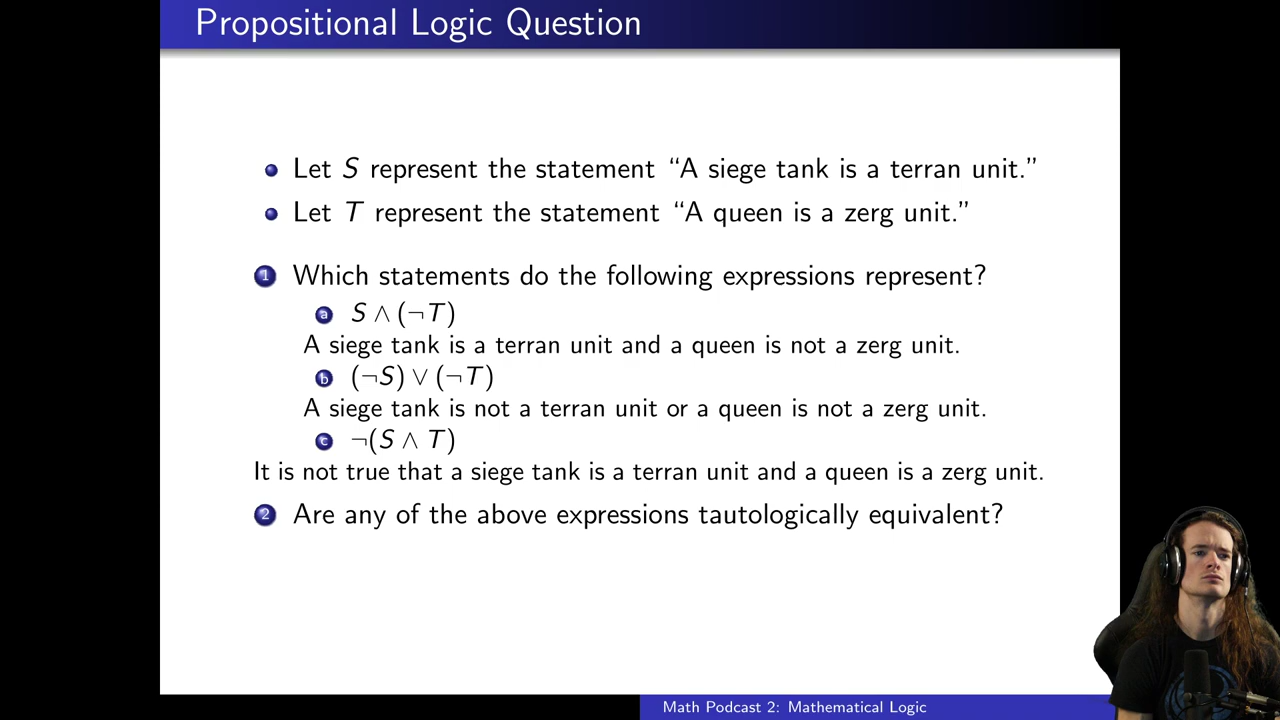 Propositional Logic Question
Let S represent the statement “A siege tank is a terran unit.”
Let T represent the statement “A queen is a zerg unit.”
1 Which statements do the following expressions represent?
a S ∧ (¬T)
A siege tank is a terran unit and a queen is not a zerg unit.
b (¬S) ∨ (¬T)
A siege tank is not a terran unit or a queen is not a zerg unit.
c ¬(S ∧ T)
It is not true that a siege tank is a terran unit and a queen is a zerg unit.
2 Are any of the above expressions tautologically equivalent?
Math Podcast 2: Mathematical Logic